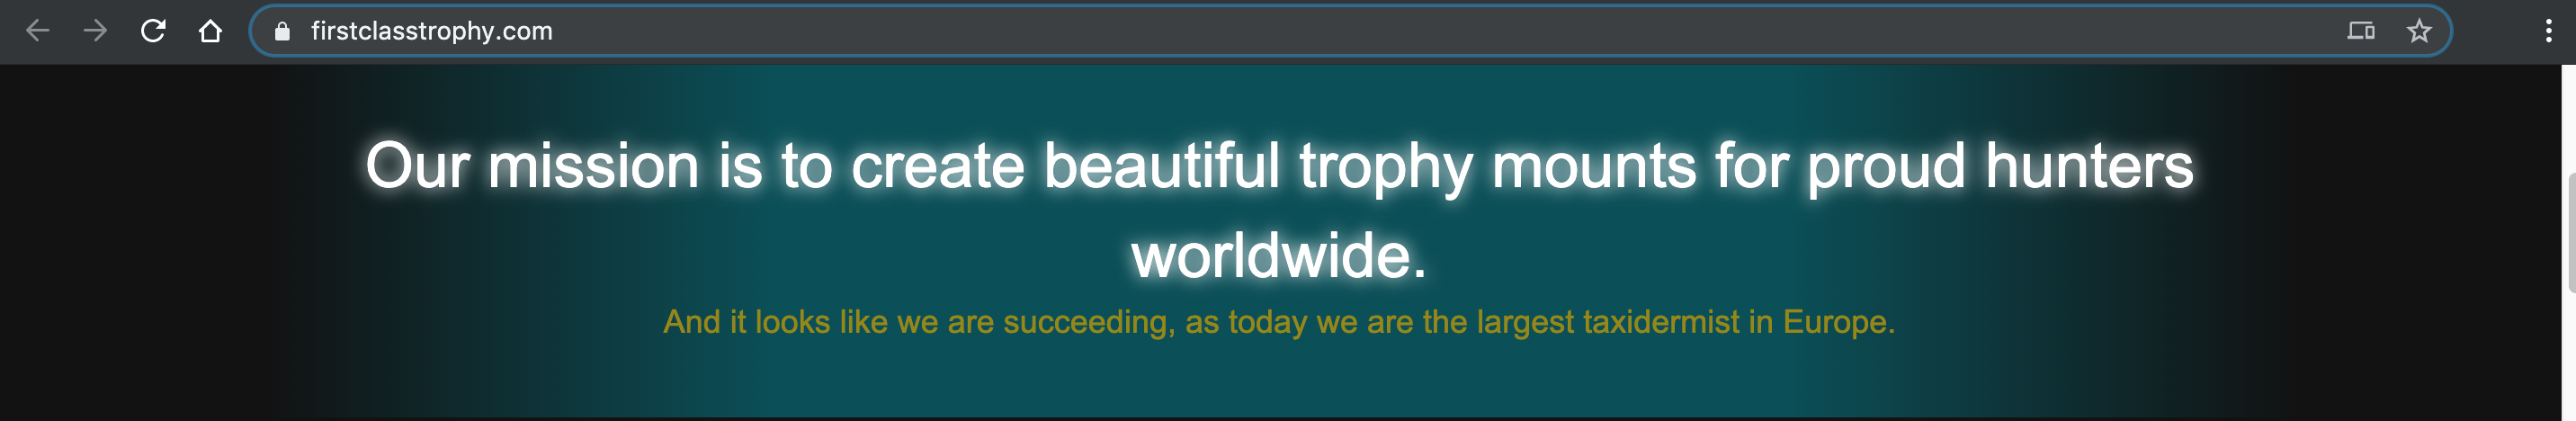 firstclasstrophy.com
Our mission is to create beautiful trophy mounts for proud hunters
worldwide.
And it looks like we are succeeding, as today we are the largest taxidermist in Europe.